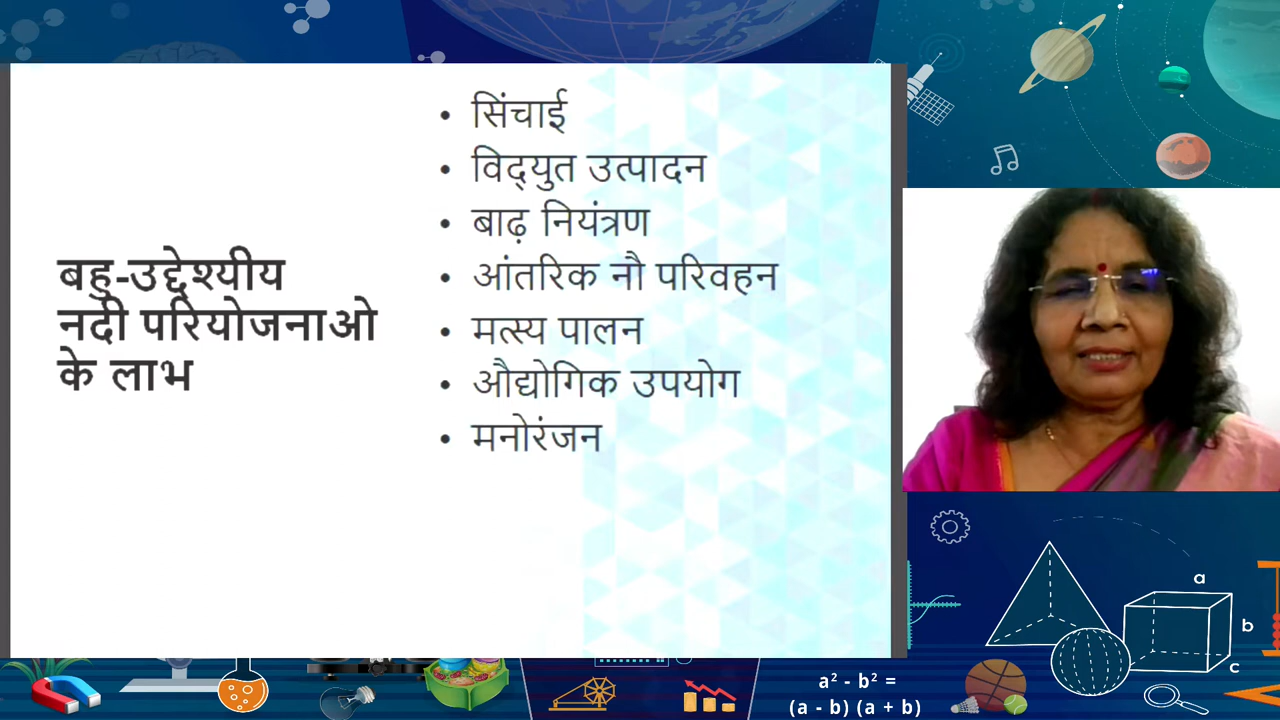 बहु-उद्देश्यीय
नदी परियोजनाओ
के लाभ
• सिंचाई
• विद्युत उत्पादन
• बाढ़ नियंत्रण
• आंतरिक नौ परिवहन
• मत्स्य पालन
• औद्योगिक उपयोग
• मनोरंजन
a
b
c
a² - b² =
(a - b) (a + b)